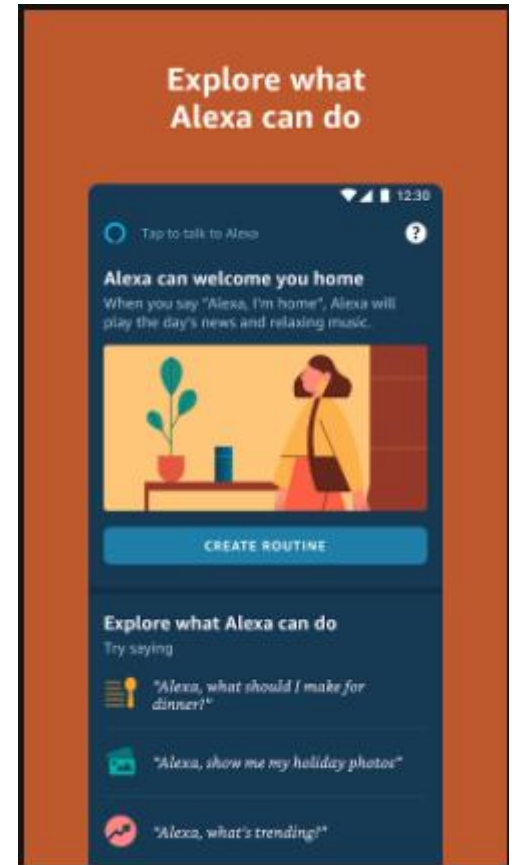 Explore what
Alexa can do
12:30
Tap to talk to Alexa
?
Alexa can welcome you home
When you say "Alexa, I'm home", Alexa will
play the day's news and relaxing music.
CREATE ROUTINE
Explore what Alexa can do
Try saying
"Alexa, what should I make for
dinner?"
"Alexa, show me my holiday photos"
"Alexa, what's trending?"